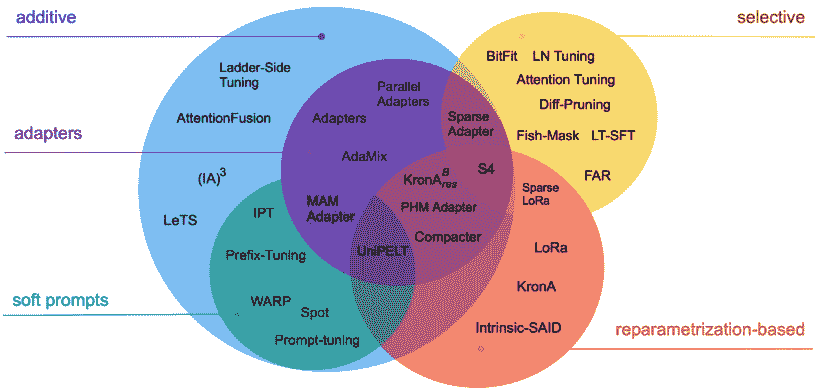 additive
selective
adapters
soft prompts
reparametrization-based
Ladder-Side
Tuning
AttentionFusion
(IA)³
LeTS
Parallel
Adapters
Adapters
AdaMix
MAM
Adapter
Sparse
Adapter
S4
KronA^B_res
PHM Adapter
Compacter
UniPELT
IPT
Prefix-Tuning
WARP
Spot
Prompt-tuning
BitFit
LN Tuning
Attention Tuning
Diff-Pruning
Fish-Mask
LT-SFT
FAR
Sparse
LoRa
LoRa
KronA
Intrinsic-SAID